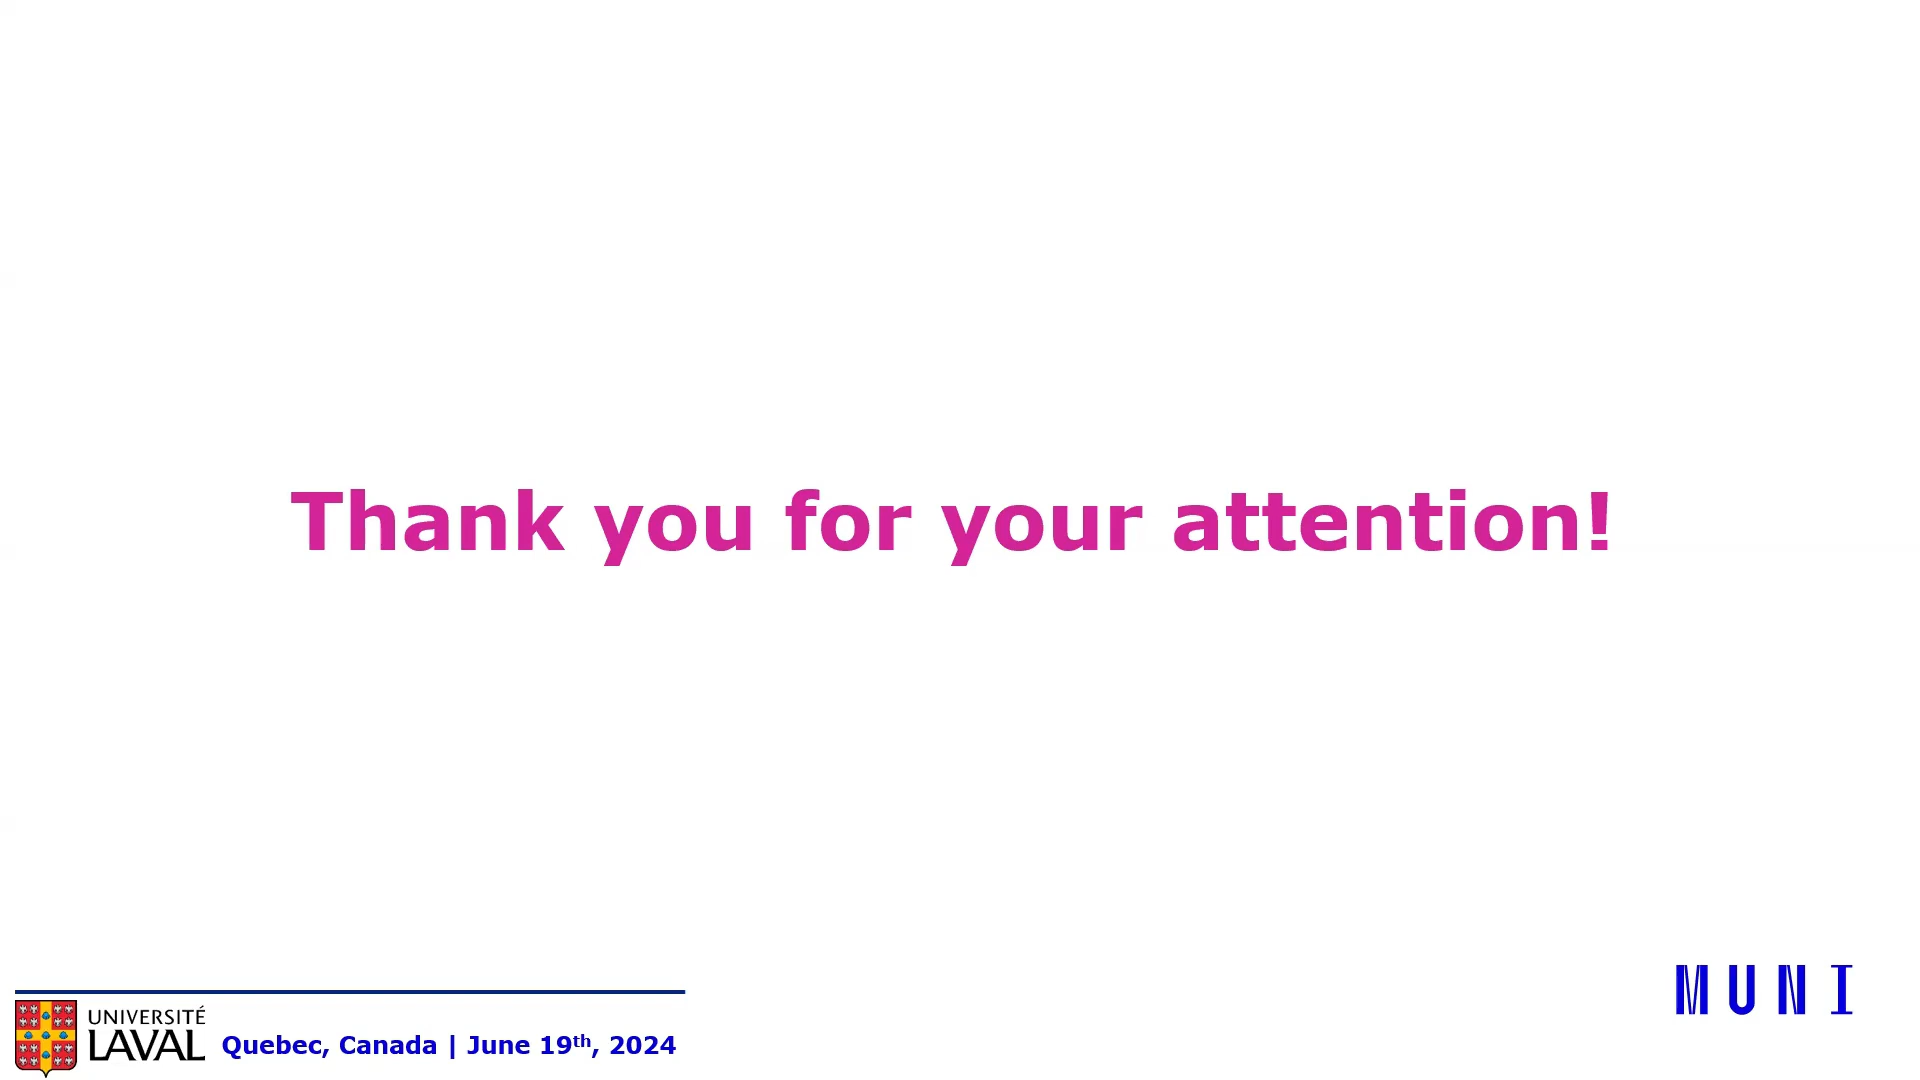 Thank you for your attention!
UNIVERSITÉ
LAVAL
Quebec, Canada | June 19th, 2024
MUNI